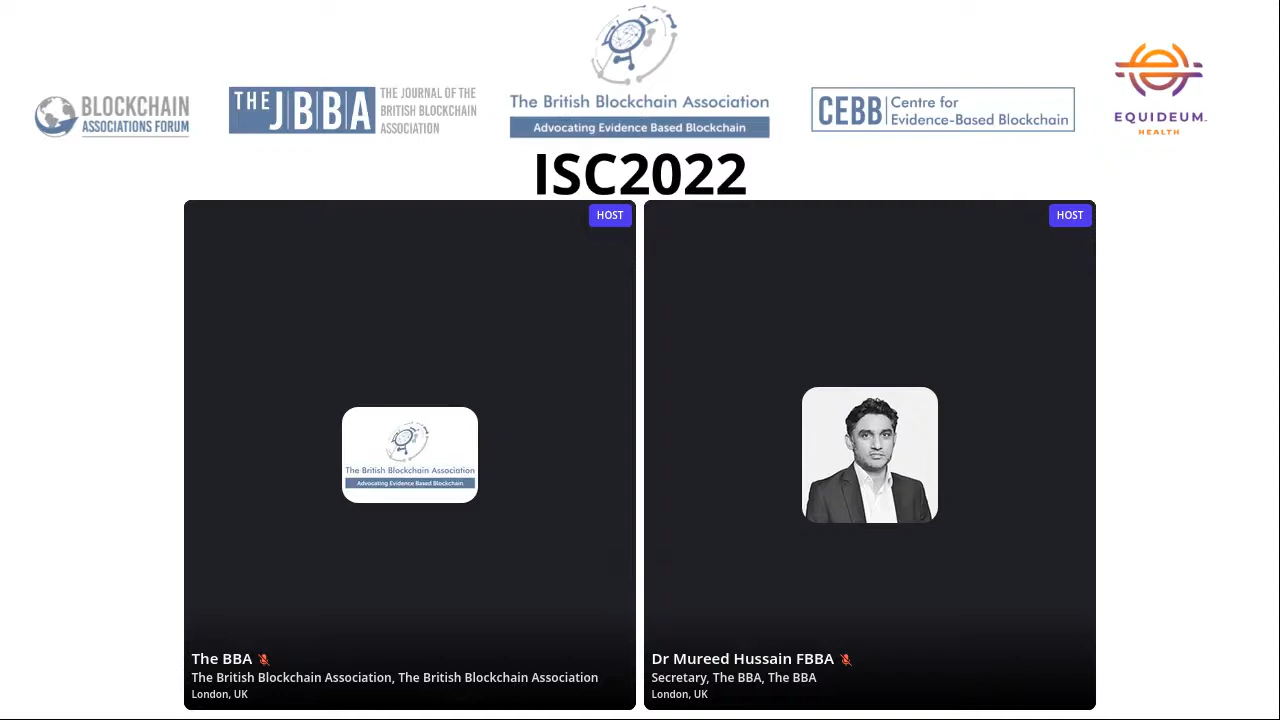 BLOCKCHAIN
ASSOCIATIONS FORUM
THE JBBA
THE JOURNAL OF THE
BRITISH BLOCKCHAIN
ASSOCIATION
The British Blockchain Association
Advocating Evidence Based Blockchain
CEBB
Centre for
Evidence-Based Blockchain
EQUIDEUM
HEALTH
ISC2022
HOST
The British Blockchain Association
Advocating Evidence Based Blockchain
The BBA
The British Blockchain Association, The British Blockchain Association
London, UK
HOST
Dr Mureed Hussain FBBA
Secretary, The BBA, The BBA
London, UK